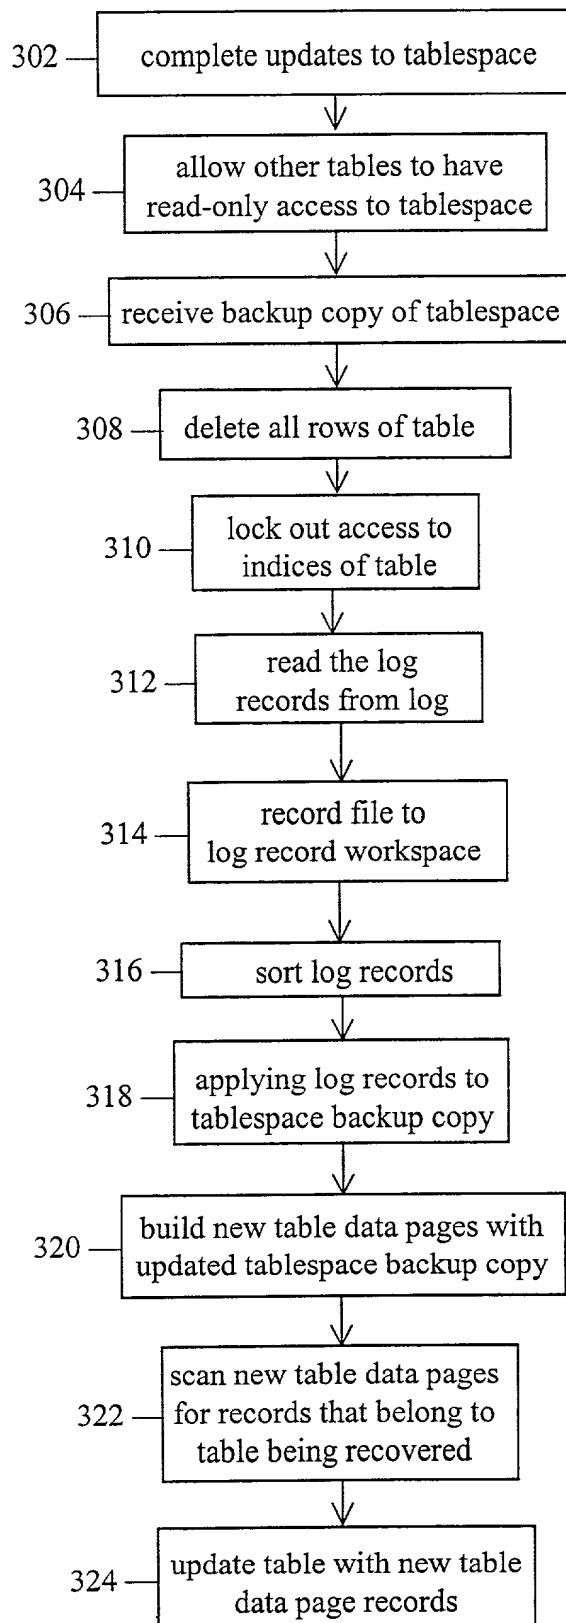 302 complete updates to tablespace
304 allow other tables to have
read-only access to tablespace
306 receive backup copy of tablespace
308 delete all rows of table
310 lock out access to
indices of table
312 read the log
records from log
314 record file to
log record workspace
316 sort log records
318 applying log records to
tablespace backup copy
320 build new table data pages with
updated tablespace backup copy
322 scan new table data pages
for records that belong to
table being recovered
324 update table with new table
data page records